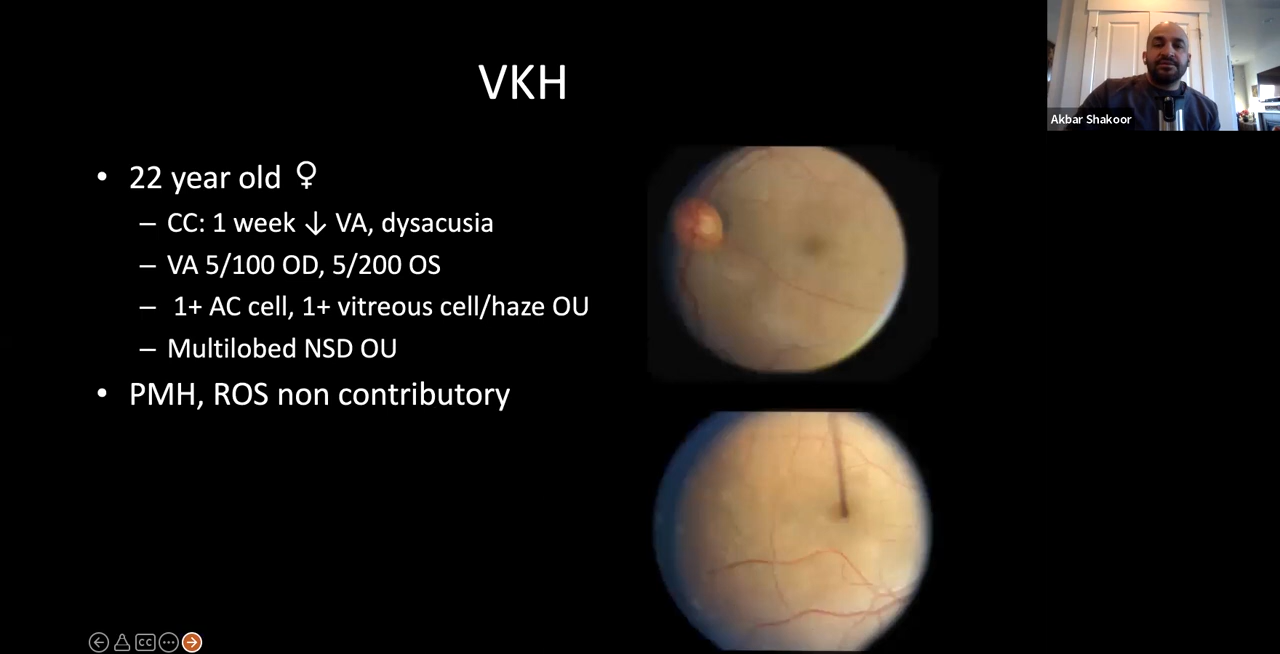 VKH
Akbar Shakoor
• 22 year old ♀
– CC: 1 week ↓ VA, dysacusia
– VA 5/100 OD, 5/200 OS
– 1+ AC cell, 1+ vitreous cell/haze OU
– Multilobed NSD OU
• PMH, ROS non contributory
CC